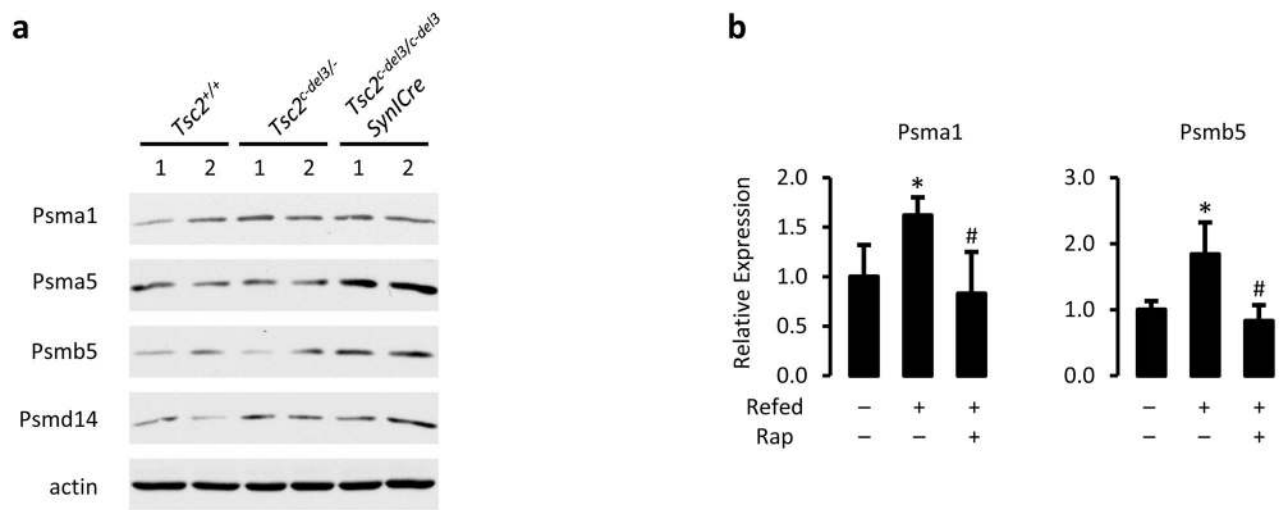 a
Tsc2+/+
Tsc2c-del3/-
Tsc2c-del3/c-del3
SynICre
1 2 1 2 1 2
Psma1
Psma5
Psmb5
Psmd14
actin
b
Psma1
Relative Expression
2.0
1.5
1.0
0.5
0.0
*
#
Refed − + +
Rap − − +
Psmb5
3.0
2.0
1.0
0.0
*
#
− + +
− − +